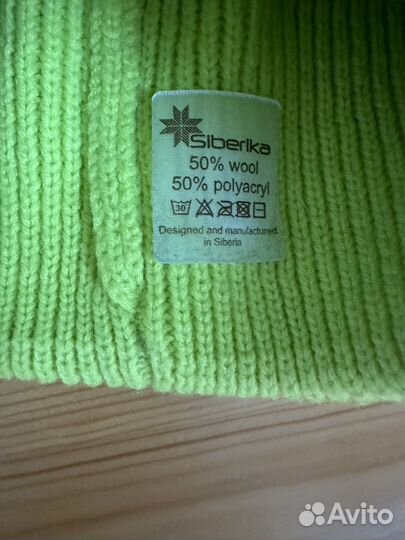 Siberika
50% wool
50% polyacryl
30
Designed and manufactured
in Siberia
Avito